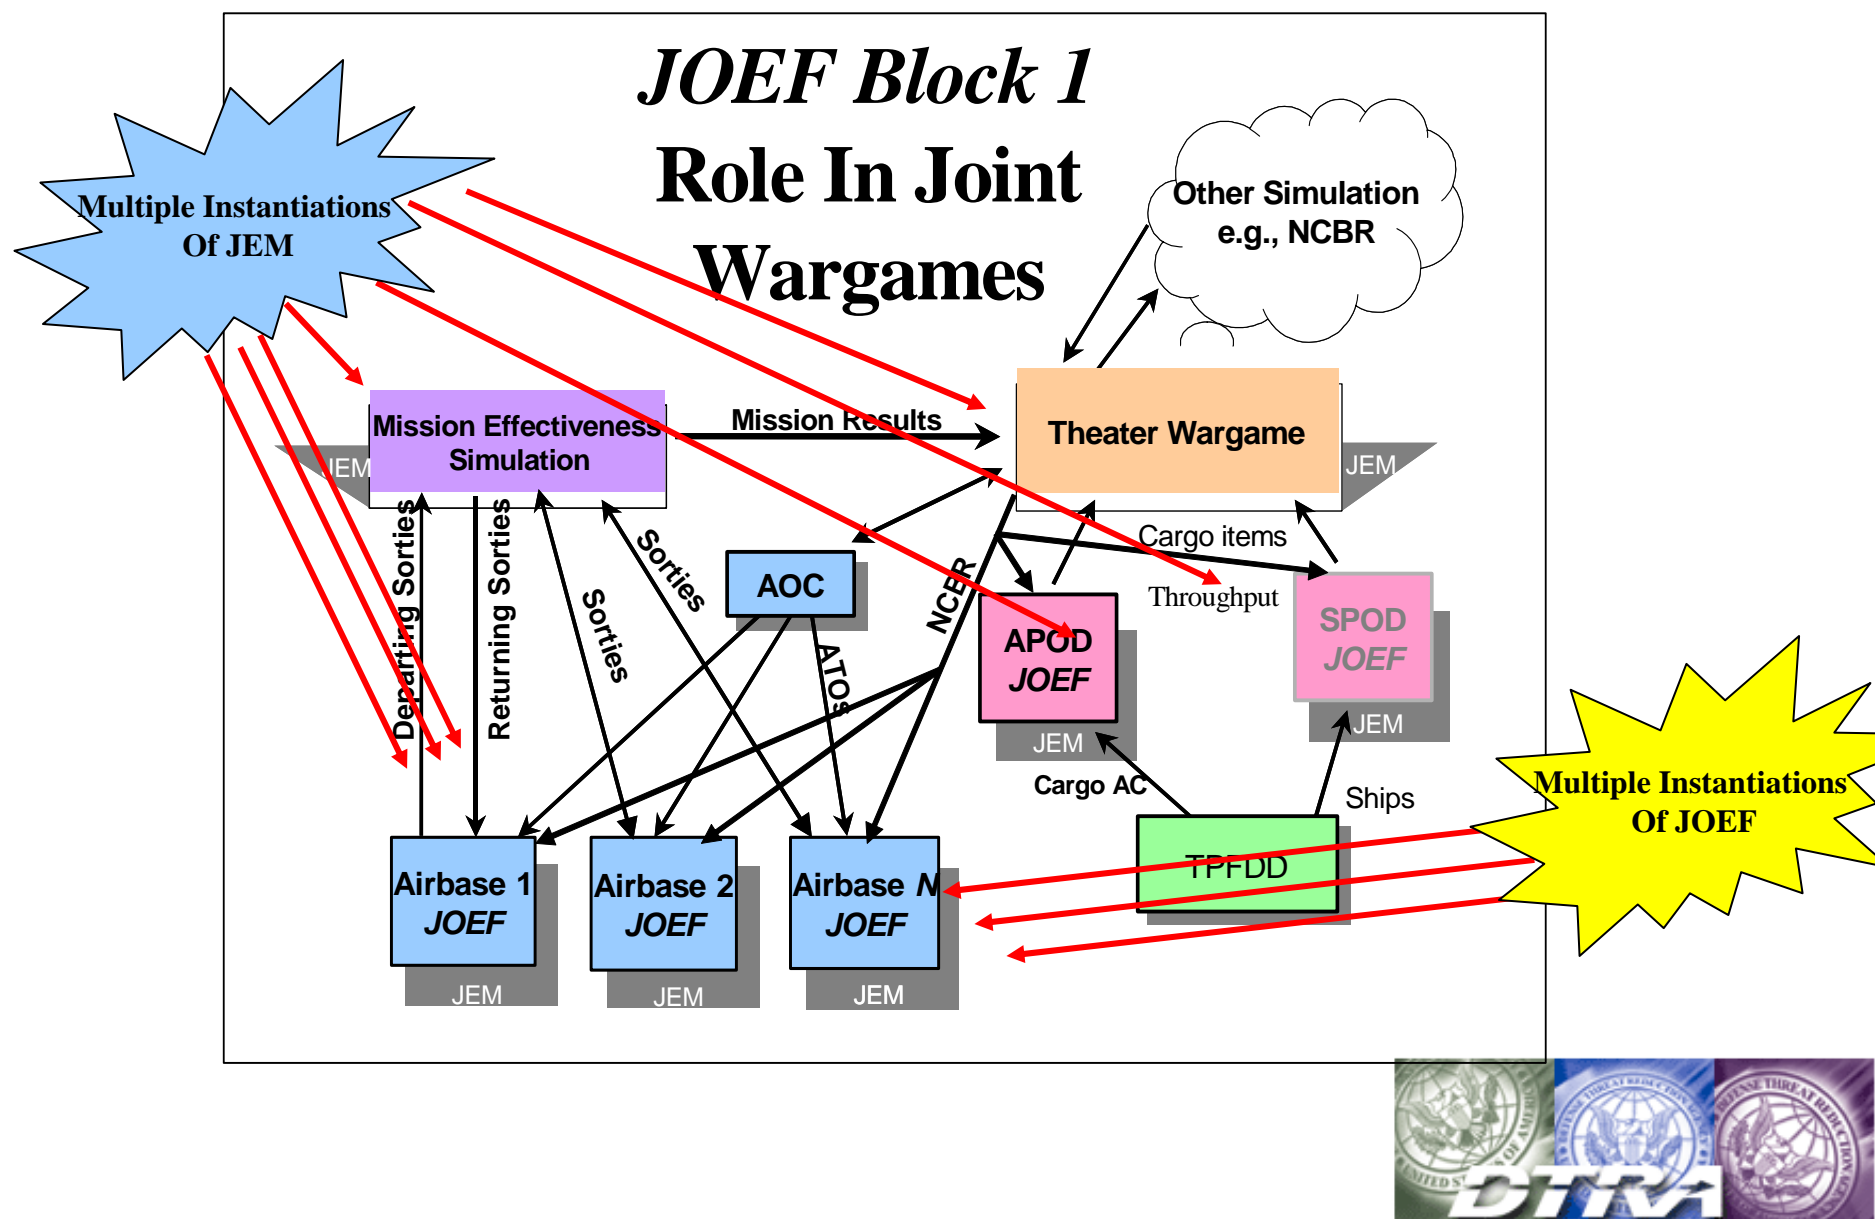 JOEF Block 1
Role In Joint
Wargames
Multiple Instantiations
Of JEM
Other Simulation
e.g., NCBR
Mission Effectiveness
Simulation
JEM
Mission Results
Theater Wargame
JEM
Departing Sorties
Returning Sorties
Sorties
Sorties
AOC
ATOs
NCBR
Cargo items
Throughput
APOD
JOEF
JEM
SPOD
JOEF
JEM
Cargo AC
Ships
TPFDD
Multiple Instantiations
Of JOEF
Airbase 1
JOEF
JEM
Airbase 2
JOEF
JEM
Airbase N
JOEF
JEM
DTRA